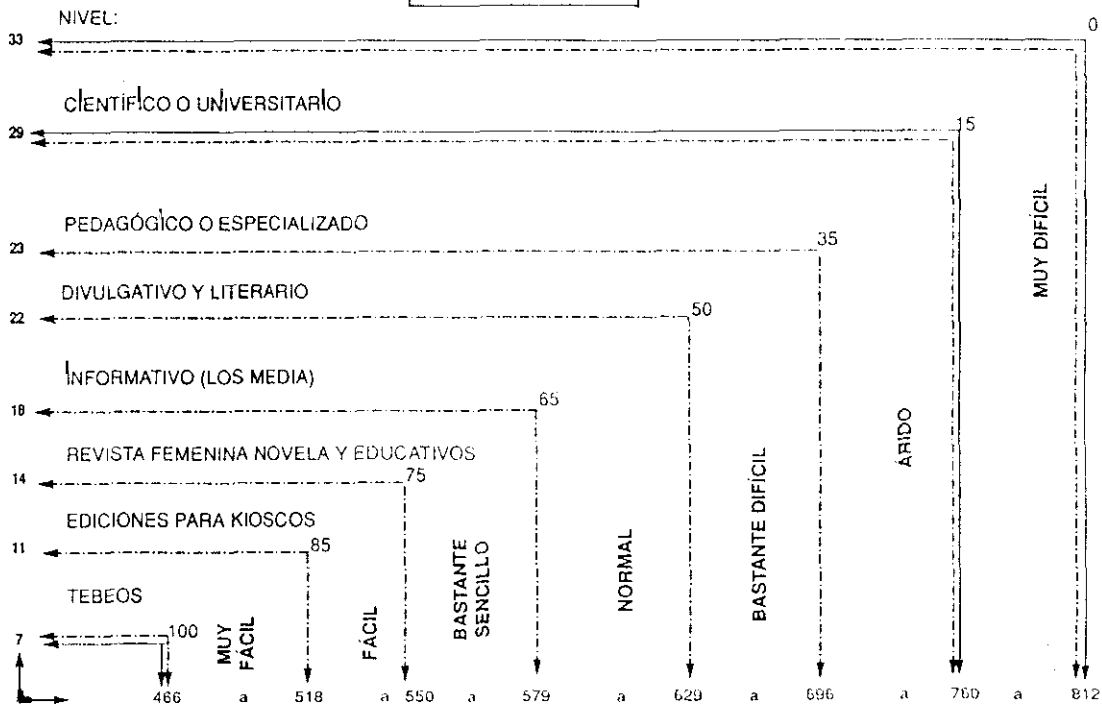 NIVEL:
0
33
CIENTÍFICO O UNIVERSITARIO
15
29
MUY DIFÍCIL
PEDAGÓGICO O ESPECIALIZADO
35
23
DIVULGATIVO Y LITERARIO
50
22
INFORMATIVO (LOS MEDIA)
65
18
ÁRIDO
REVISTA FEMENINA NOVELA Y EDUCATIVOS
75
14
BASTANTE DIFÍCIL
EDICIONES PARA KIOSCOS
85
11
NORMAL
BASTANTE
SENCILLO
TEBEOS
100
7
MUY
FÁCIL
FÁCIL
466 a 518 a 550 a 579 a 629 a 696 a 760 a 812